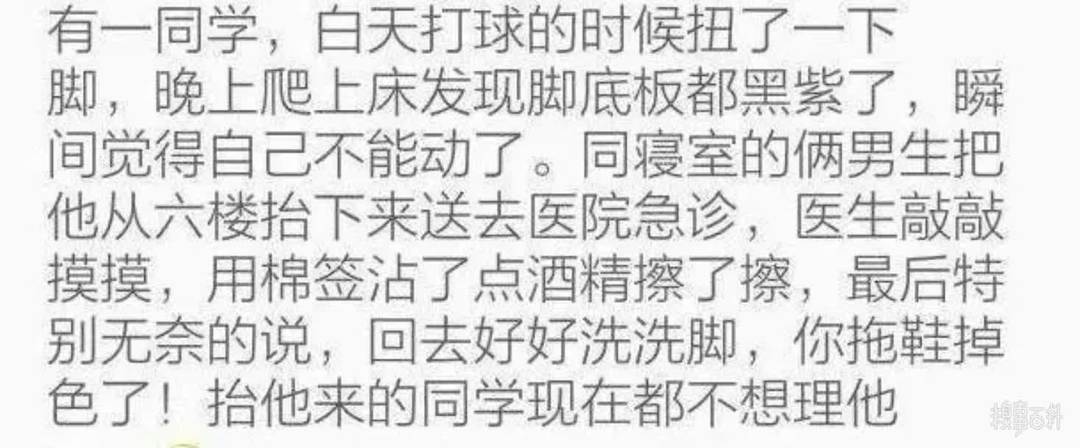 有一同学，白天打球的时候扭了一下
脚，晚上爬上床发现脚底板都黑紫了，瞬
间觉得自己不能动了。同寝室的俩男生把
他从六楼抬下来送去医院急诊，医生敲敲
摸摸，用棉签沾了点酒精擦了擦，最后特
别无奈的说，回去好好洗洗脚，你拖鞋掉
色了！抬他来的同学现在都不想理他